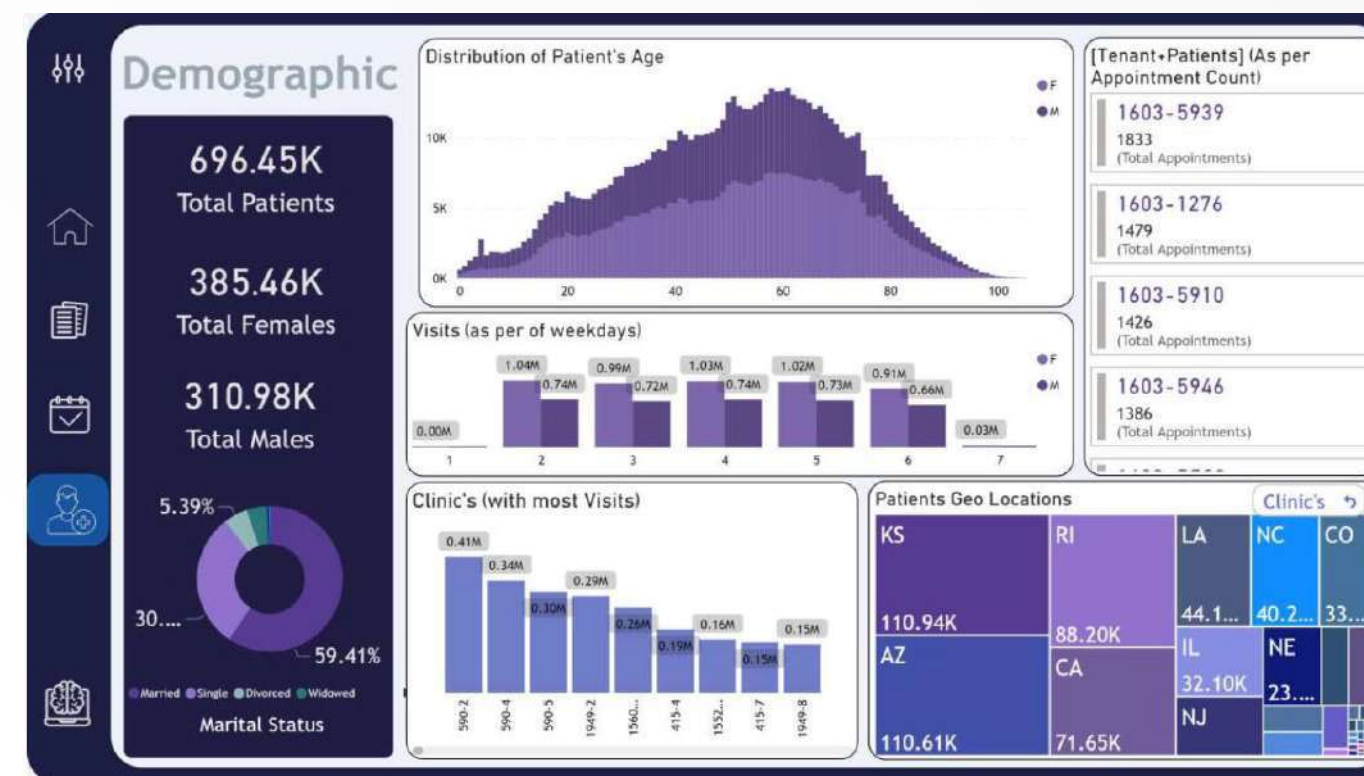 Demographic
696.45K
Total Patients
385.46K
Total Females
310.98K
Total Males
5.39%
30....
59.41%
Married Single Divorced Widowed
Marital Status
Distribution of Patient's Age
F
M
10K
5K
0K
0 20 40 60 80 100
Visits (as per of weekdays)
F
M
0.00M 1.04M 0.74M 0.99M 0.72M 1.03M 0.74M 1.02M 0.73M 0.91M 0.66M 0.03M
1 2 3 4 5 6 7
Clinic's (with most Visits)
0.41M 0.34M 0.30M 0.29M 0.26M 0.19M 0.16M 0.15M 0.15M
590-2 590-4 590-5 1949-2 1560... 415-4 1552... 415-7 1949-8
[Tenant+Patients] (As per
Appointment Count)
1603-5939
1833
(Total Appointments)
1603-1276
1479
(Total Appointments)
1603-5910
1426
(Total Appointments)
1603-5946
1386
(Total Appointments)
Patients Geo Locations
Clinic's
KS
110.94K
AZ
110.61K
RI
88.20K
CA
71.65K
LA
44.1...
NC
40.2...
CO
33...
IL
32.10K
NE
23....
NJ